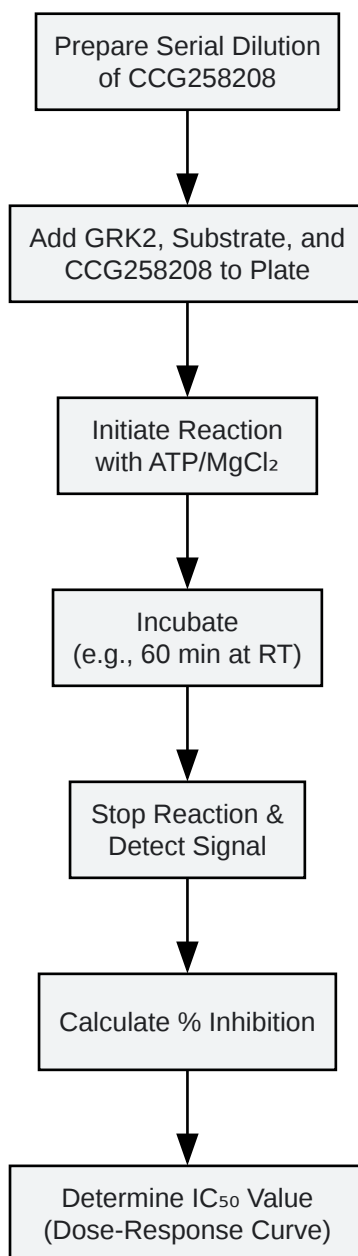 Prepare Serial Dilution
of CCG258208
Add GRK2, Substrate, and
CCG258208 to Plate
Initiate Reaction
with ATP/MgCl₂
Incubate
(e.g., 60 min at RT)
Stop Reaction &
Detect Signal
Calculate % Inhibition
Determine IC₅₀ Value
(Dose-Response Curve)